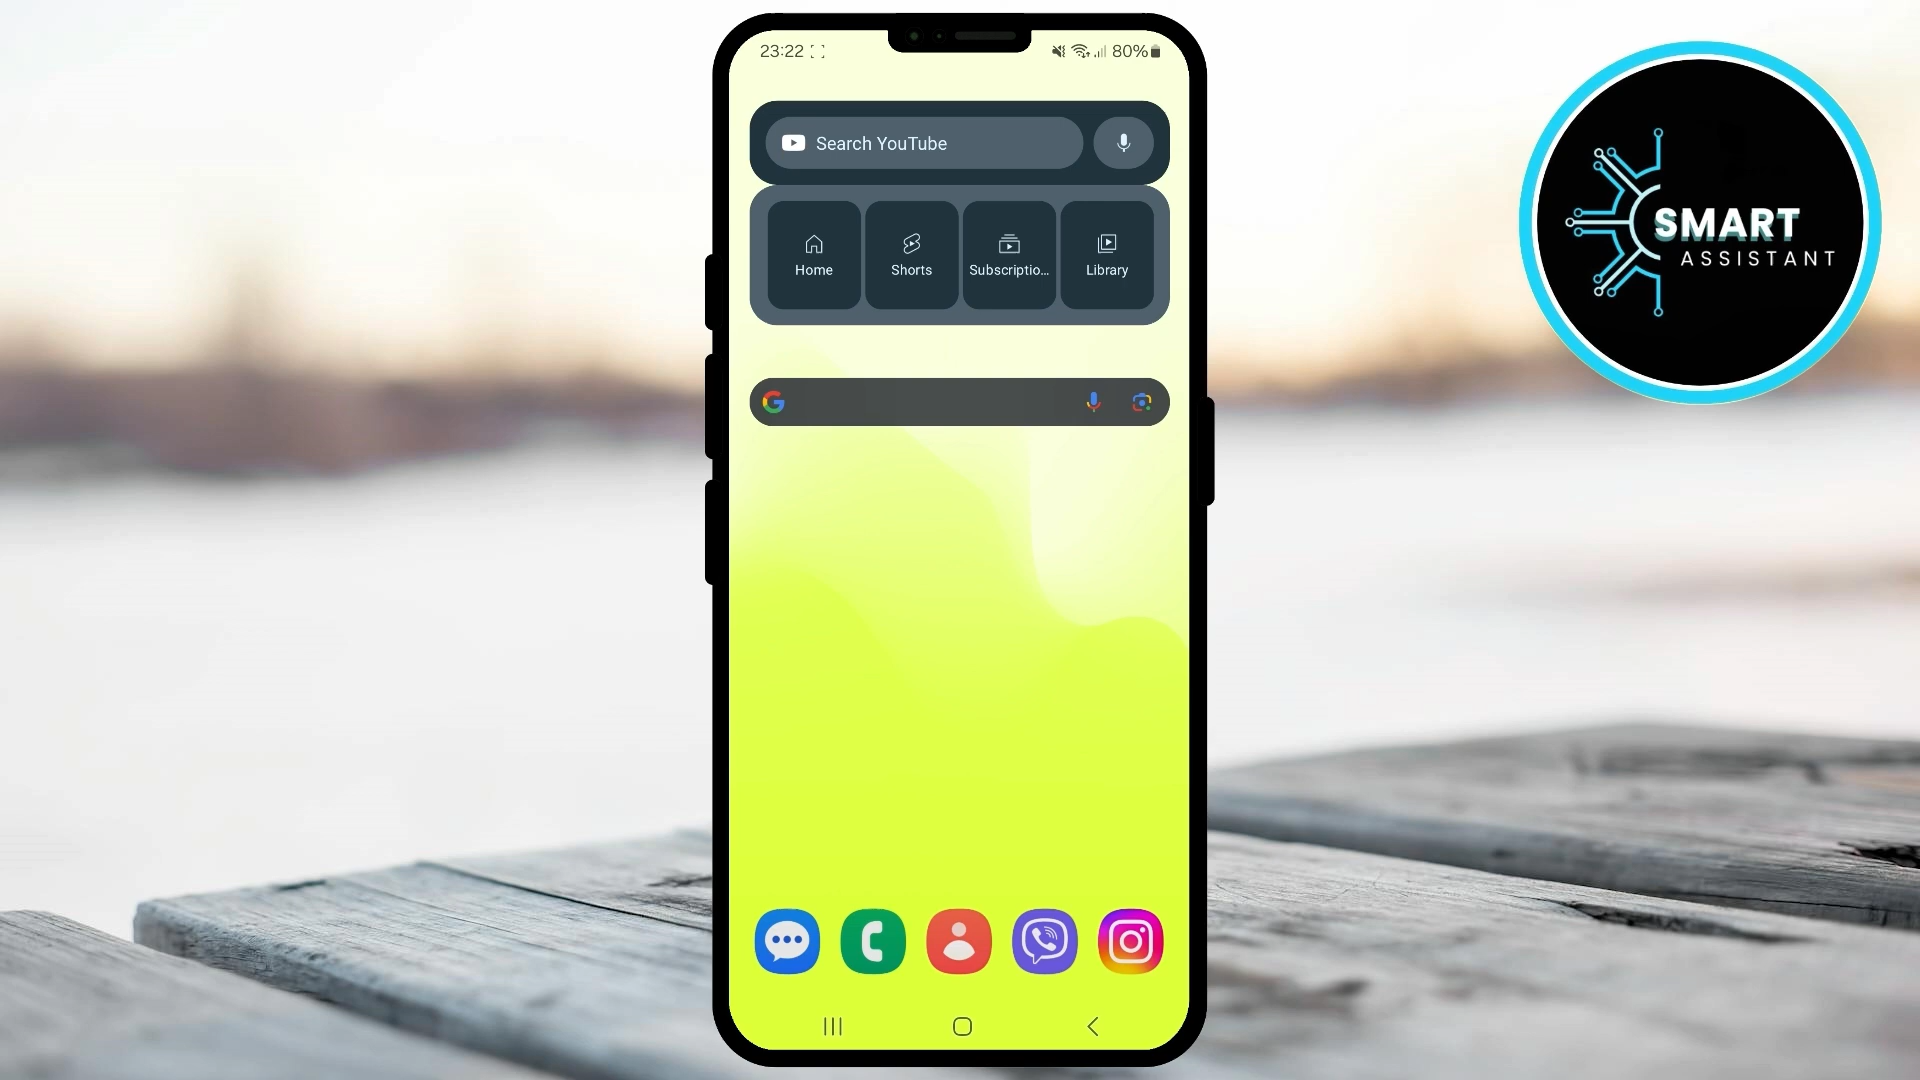 23:22
80%
Search YouTube
Home
Shorts
Subscriptio...
Library
SMART
ASSISTANT